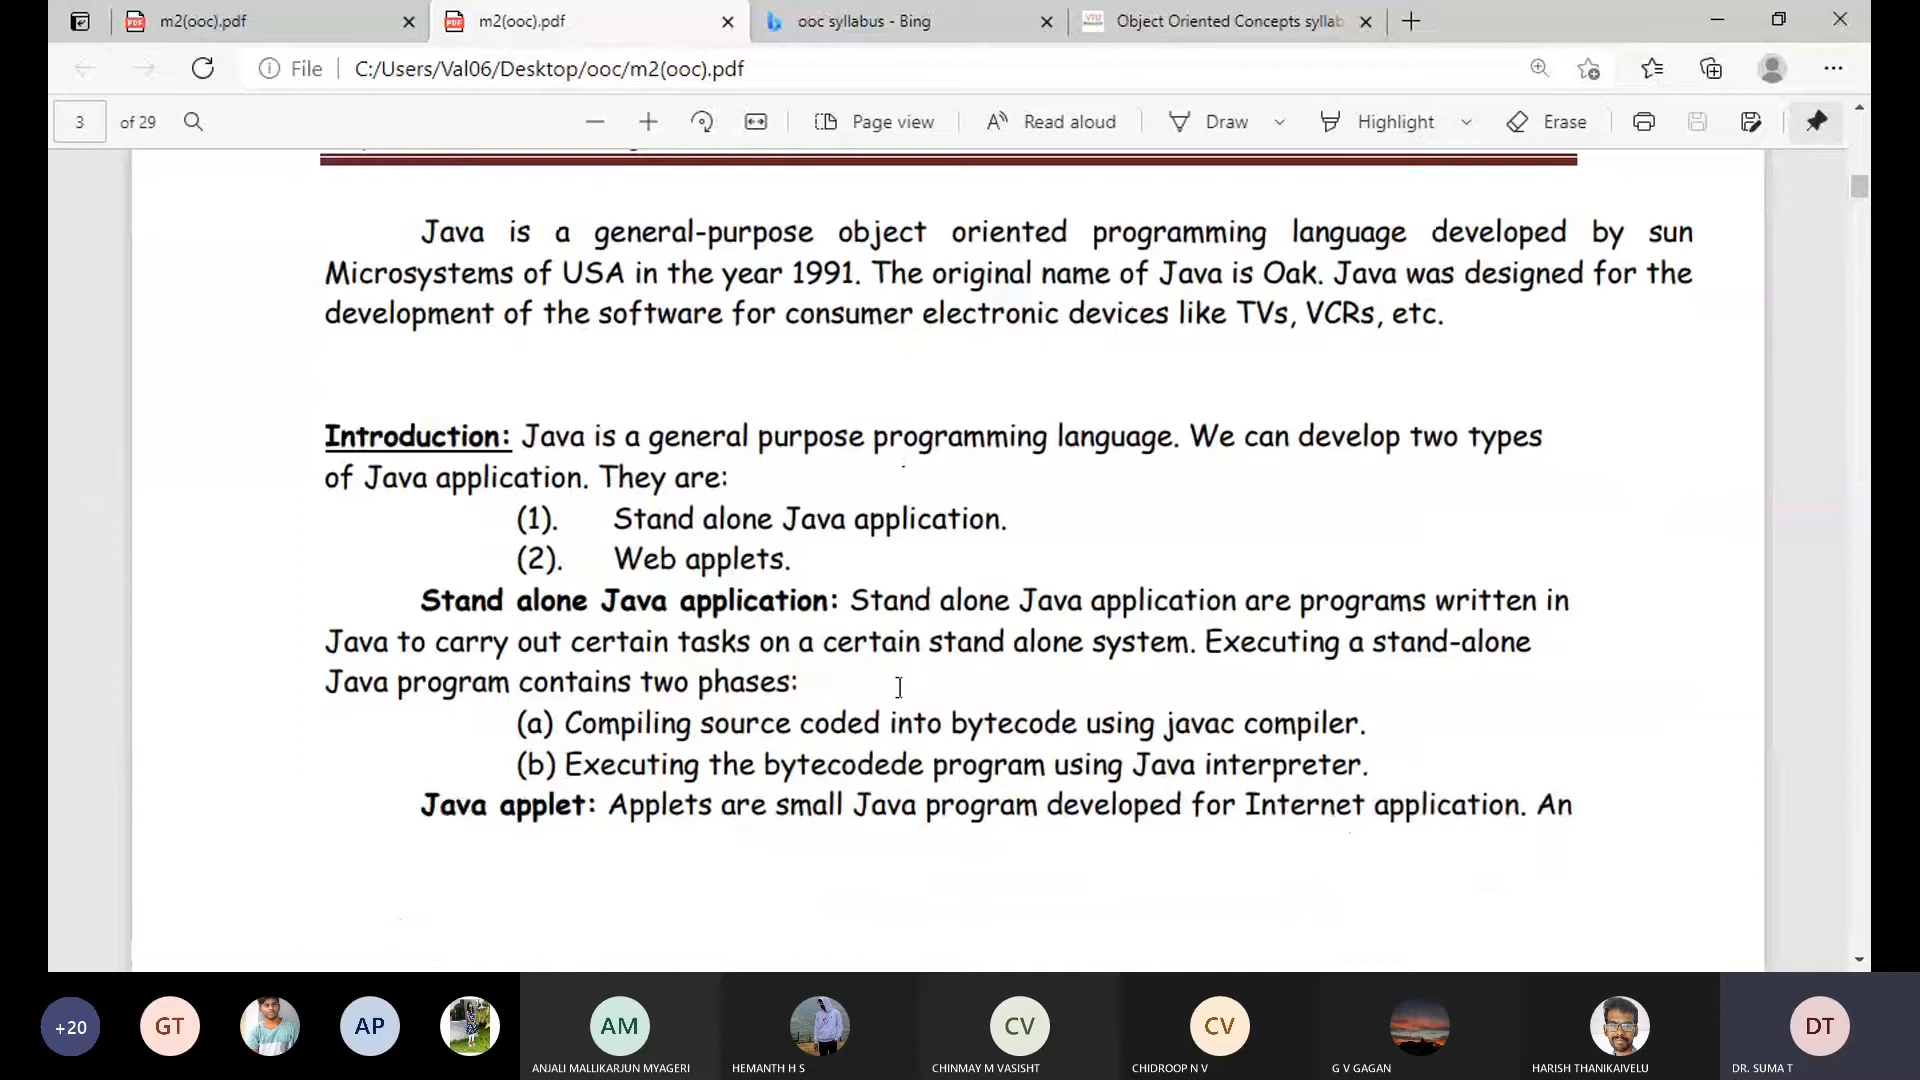 m2(ooc).pdf
m2(ooc).pdf
ooc syllabus - Bing
Object Oriented Concepts syllab
File
C:/Users/Val06/Desktop/ooc/m2(ooc).pdf
3 of 29
Page view
Read aloud
Draw
Highlight
Erase
Java is a general-purpose object oriented programming language developed by sun
Microsystems of USA in the year 1991. The original name of Java is Oak. Java was designed for the
development of the software for consumer electronic devices like TVs, VCRs, etc.
Introduction: Java is a general purpose programming language. We can develop two types
of Java application. They are:
(1). Stand alone Java application.
(2). Web applets.
Stand alone Java application: Stand alone Java application are programs written in
Java to carry out certain tasks on a certain stand alone system. Executing a stand-alone
Java program contains two phases:
(a) Compiling source coded into bytecode using javac compiler.
(b) Executing the bytecodede program using Java interpreter.
Java applet: Applets are small Java program developed for Internet application. An
+20
GT
AP
AM
CV
CV
DT
ANJALI MALLIKARJUN MYAGERI
HEMANTH H S
CHINMAY M VASISHT
CHIDROOP N V
G V GAGAN
HARISH THANIKAIVELU
DR. SUMA T